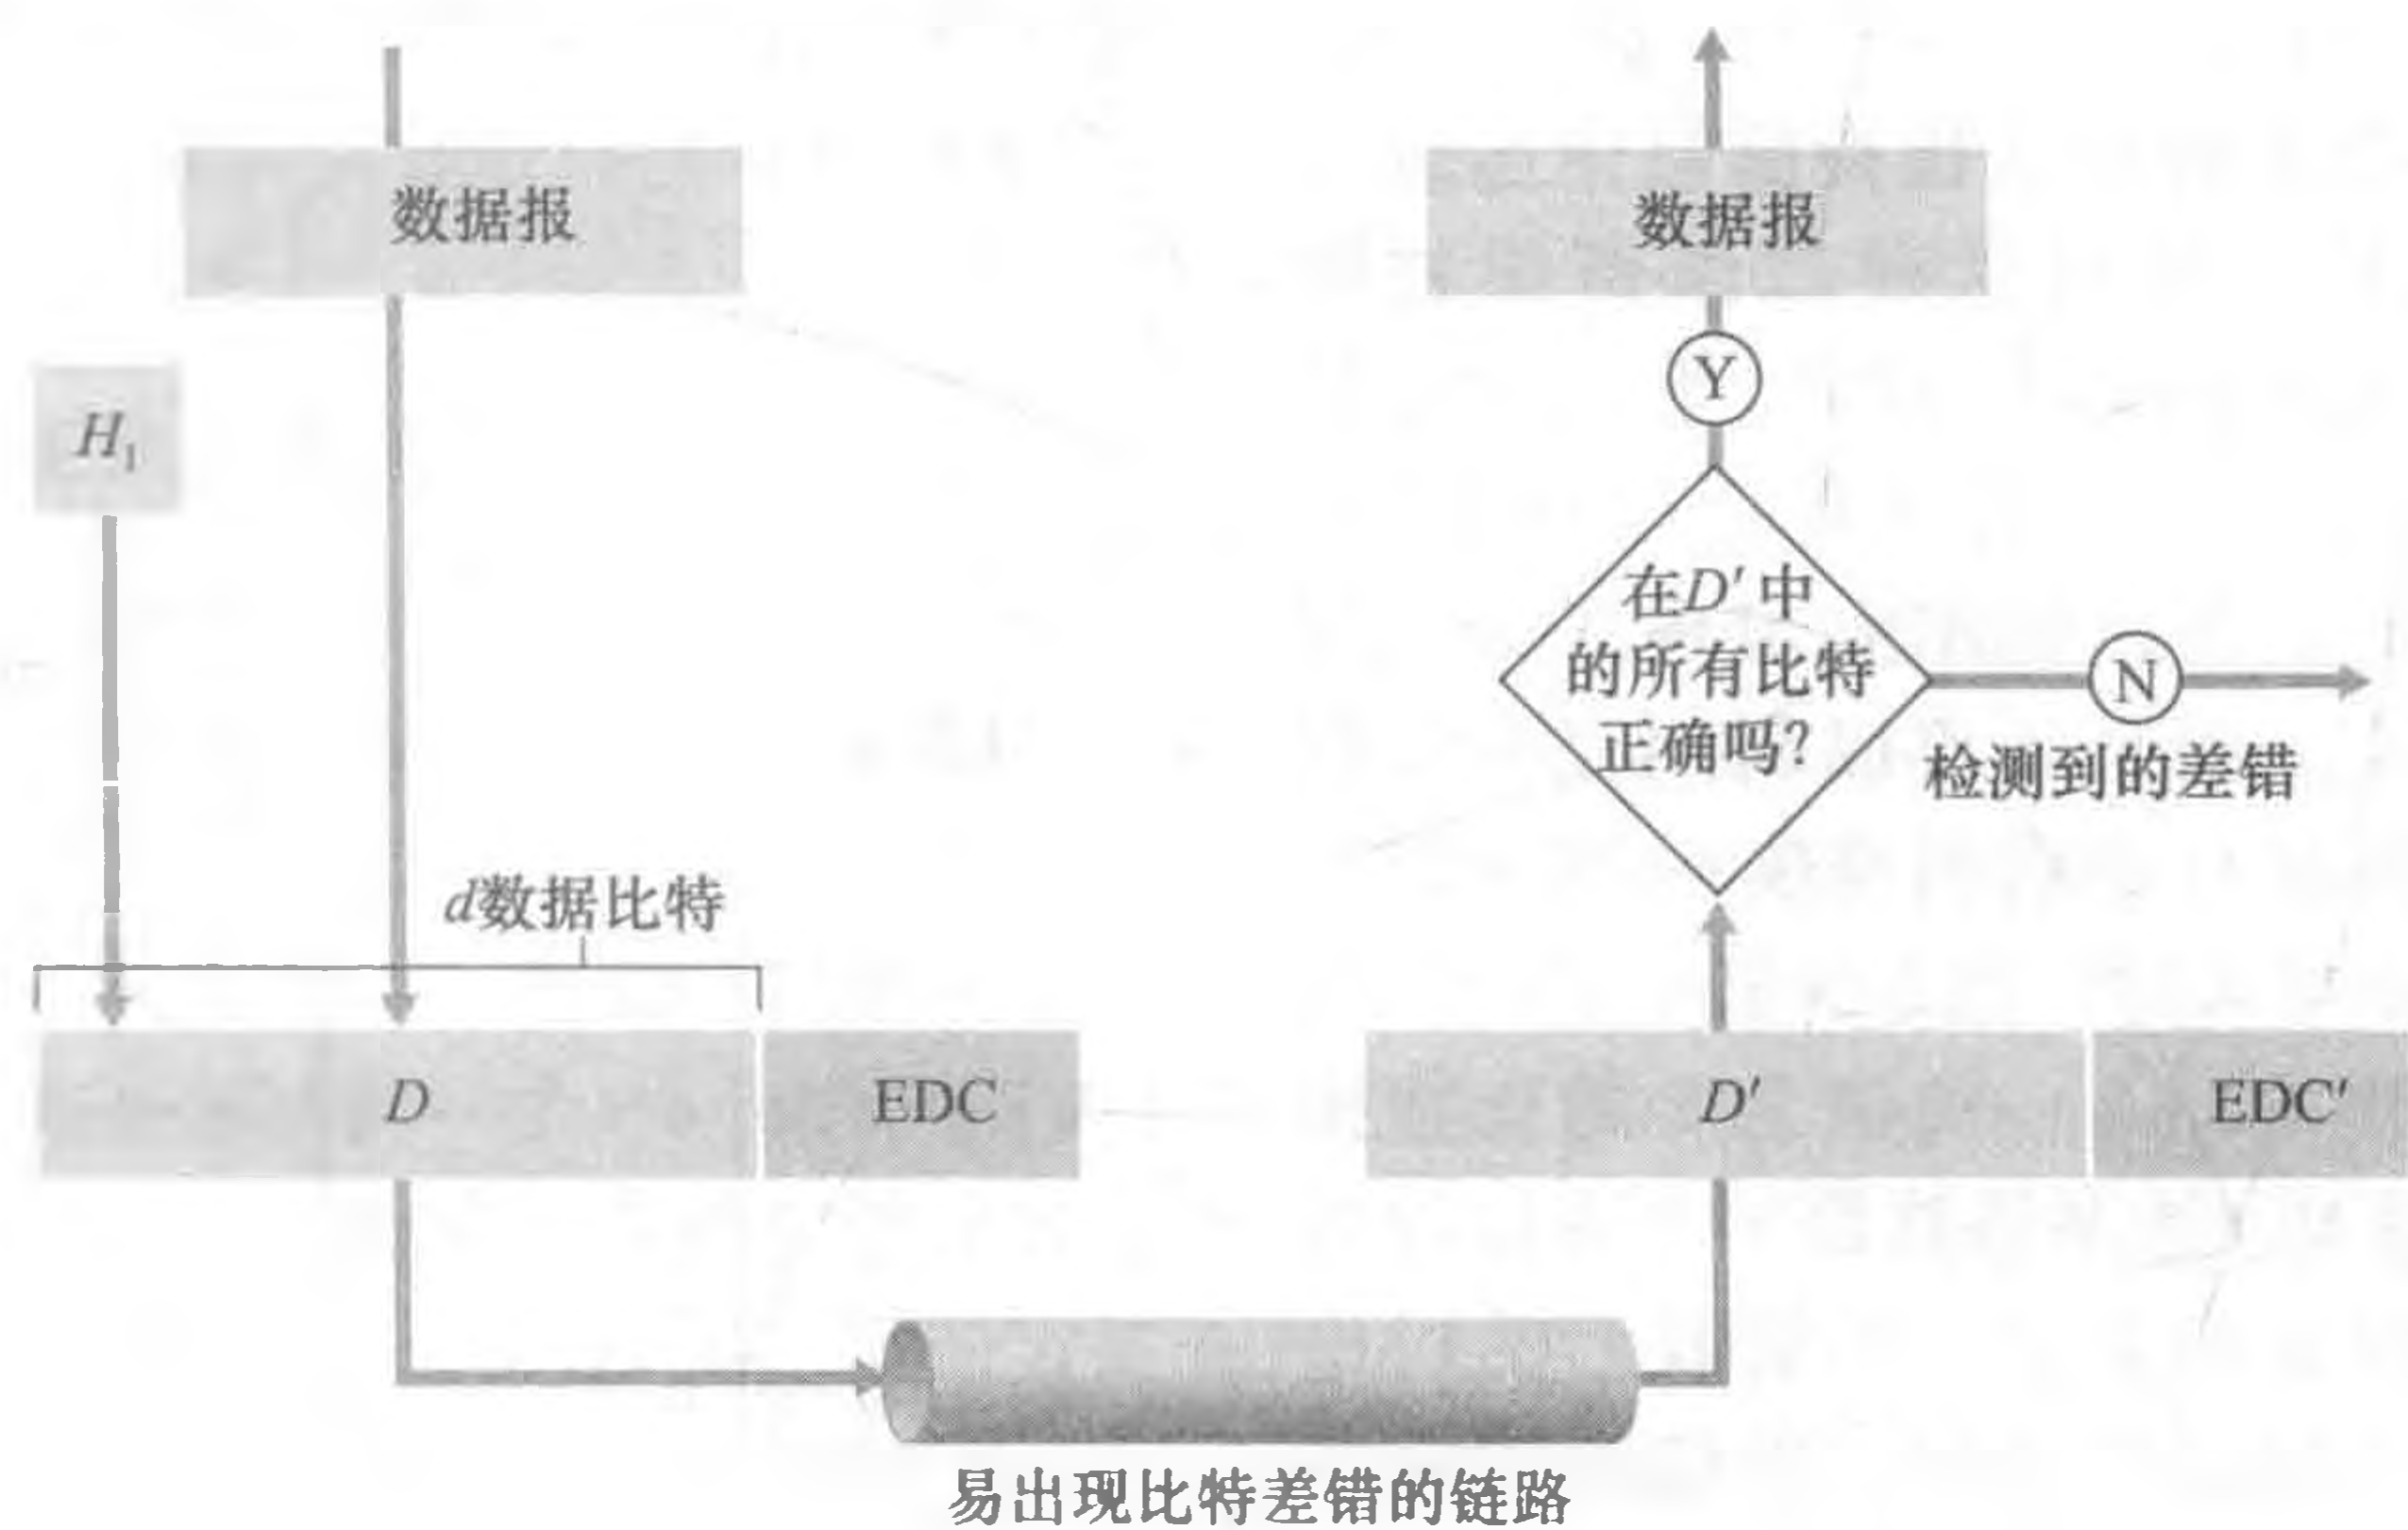 数据报
数据报
H₁
Y
在D′中
的所有比特
正确吗?
N
检测到的差错
d数据比特
D
EDC
D′
EDC′
易出现比特差错的链路